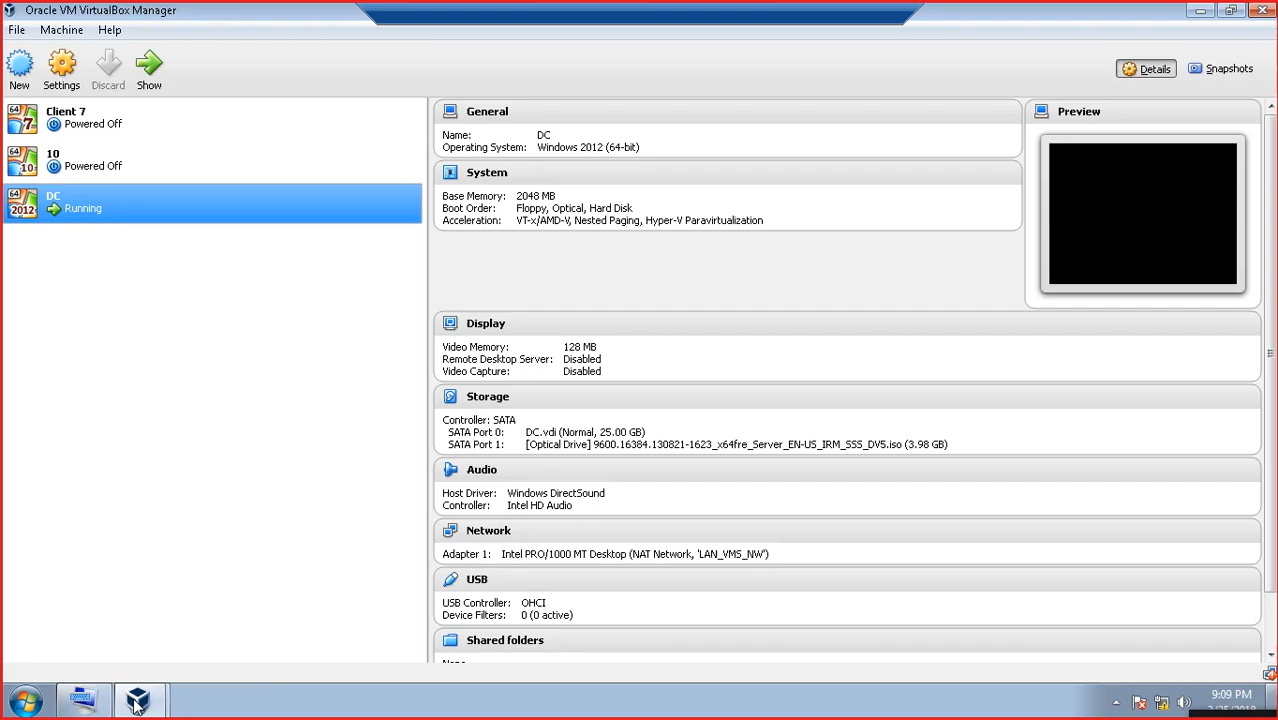 Oracle VM VirtualBox Manager
File Machine Help
New Settings Discard Show
Details Snapshots
64 7 Client 7
Powered Off
64 10 10
Powered Off
64 2012 DC
Running
General
Name: DC
Operating System: Windows 2012 (64-bit)
System
Base Memory: 2048 MB
Boot Order: Floppy, Optical, Hard Disk
Acceleration: VT-x/AMD-V, Nested Paging, Hyper-V Paravirtualization
Preview
Display
Video Memory: 128 MB
Remote Desktop Server: Disabled
Video Capture: Disabled
Storage
Controller: SATA
SATA Port 0: DC.vdi (Normal, 25.00 GB)
SATA Port 1: [Optical Drive] 9600.16384.130821-1623_x64fre_Server_EN-US_IRM_SSS_DV5.iso (3.98 GB)
Audio
Host Driver: Windows DirectSound
Controller: Intel HD Audio
Network
Adapter 1: Intel PRO/1000 MT Desktop (NAT Network, 'LAN_VMS_NW')
USB
USB Controller: OHCI
Device Filters: 0 (0 active)
Shared folders
9:09 PM